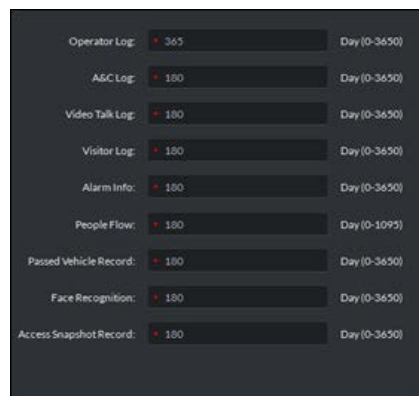 Operator Log: * 365 Day (0-3650)
A&C Log: * 180 Day (0-3650)
Video Talk Log: * 180 Day (0-3650)
Visitor Log: * 180 Day (0-3650)
Alarm Info: * 180 Day (0-3650)
People Flow: * 180 Day (0-1095)
Passed Vehicle Record: * 180 Day (0-3650)
Face Recognition: * 180 Day (0-3650)
Access Snapshot Record: * 180 Day (0-3650)